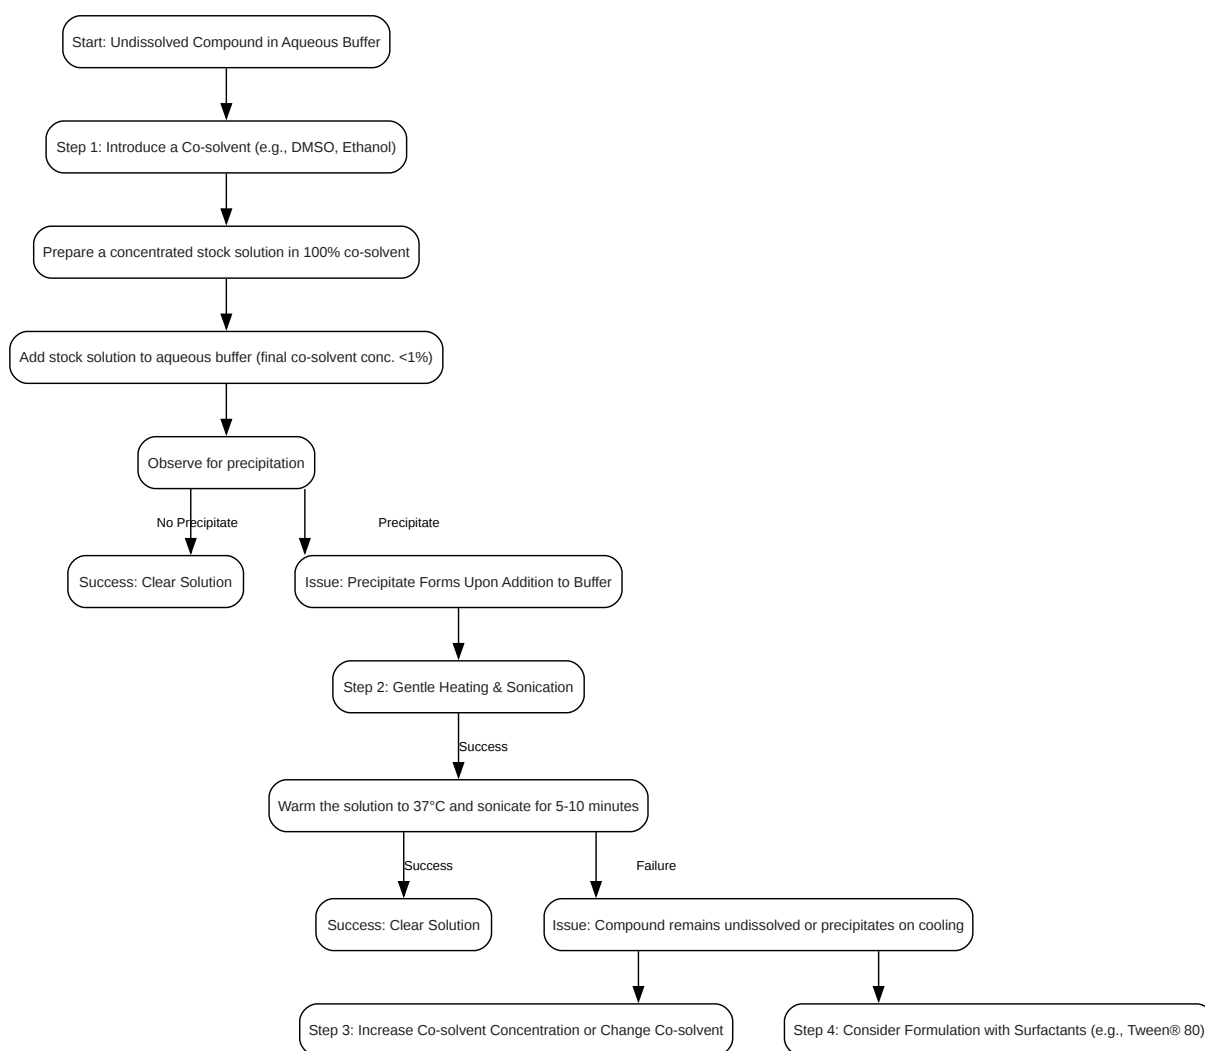 Start: Undissolved Compound in Aqueous Buffer
Step 1: Introduce a Co-solvent (e.g., DMSO, Ethanol)
Prepare a concentrated stock solution in 100% co-solvent
Add stock solution to aqueous buffer (final co-solvent conc. <1%)
Observe for precipitation
No Precipitate
Precipitate
Success: Clear Solution
Issue: Precipitate Forms Upon Addition to Buffer
Step 2: Gentle Heating & Sonication
Success
Warm the solution to 37°C and sonicate for 5-10 minutes
Success
Failure
Success: Clear Solution
Issue: Compound remains undissolved or precipitates on cooling
Step 3: Increase Co-solvent Concentration or Change Co-solvent
Step 4: Consider Formulation with Surfactants (e.g., Tween® 80)